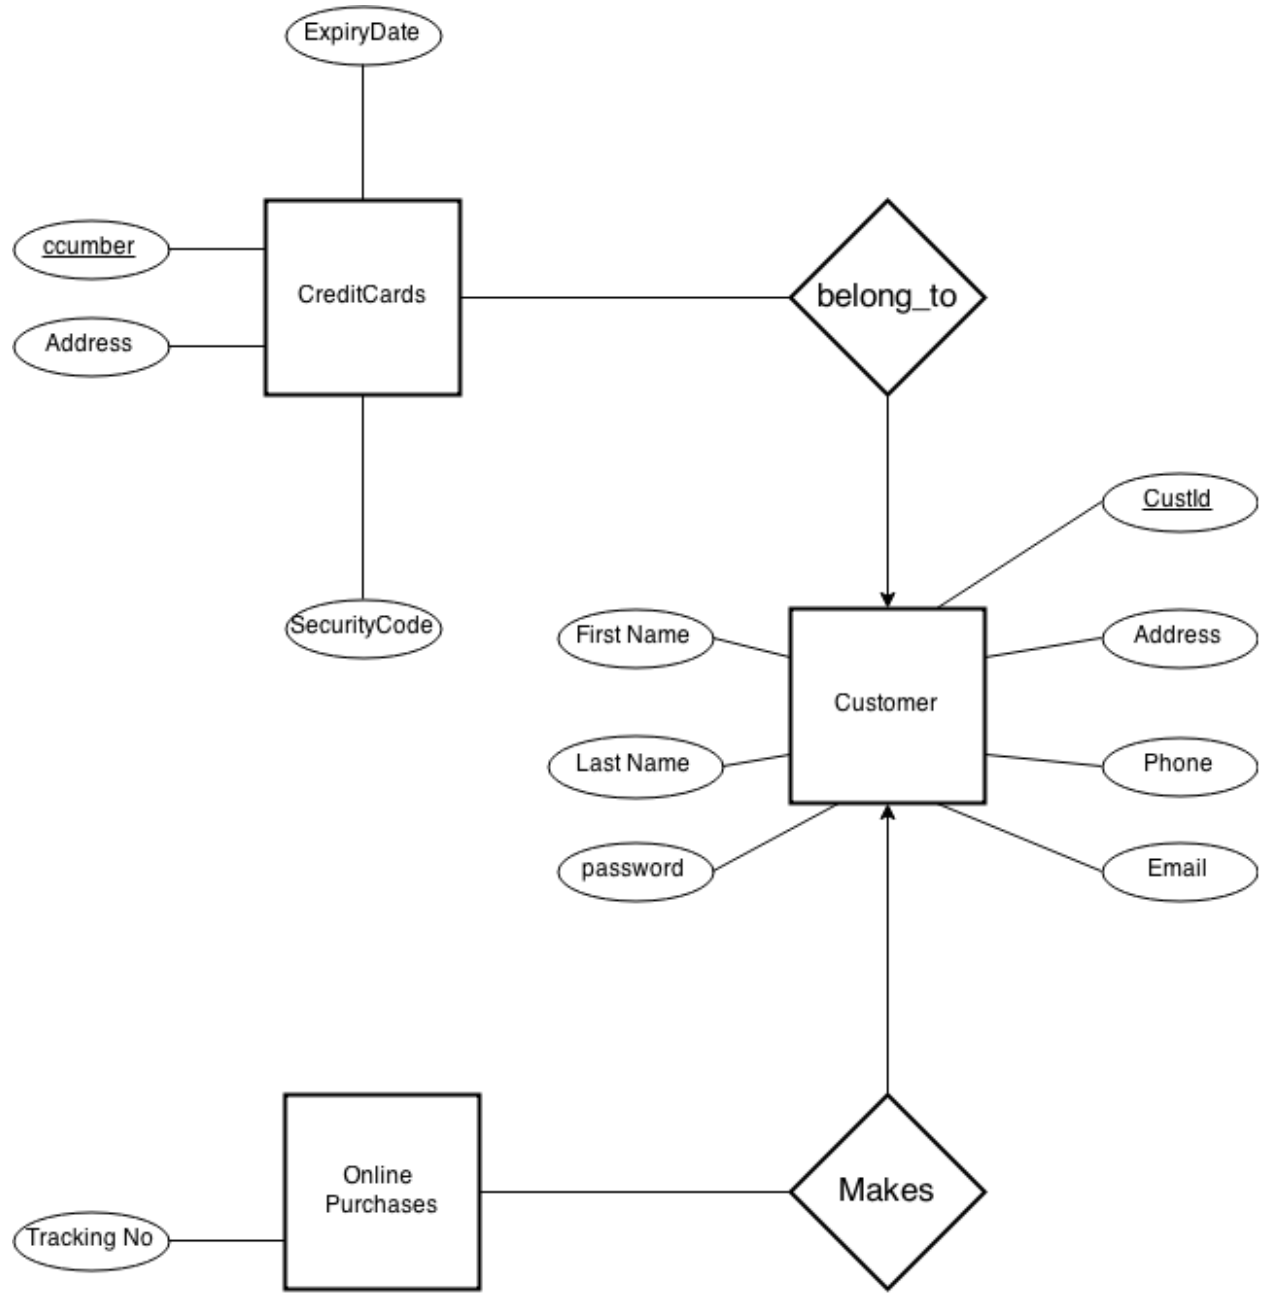 ExpiryDate
ccumber
CreditCards
belong_to
Address
CustId
SecurityCode
First Name
Address
Customer
Last Name
Phone
password
Email
Online
Purchases
Makes
Tracking No